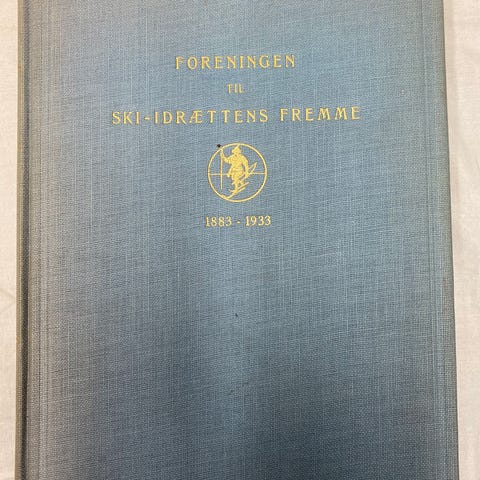 FORENINGEN
TIL
SKI-IDRÆTTENS FREMME
1883-1933